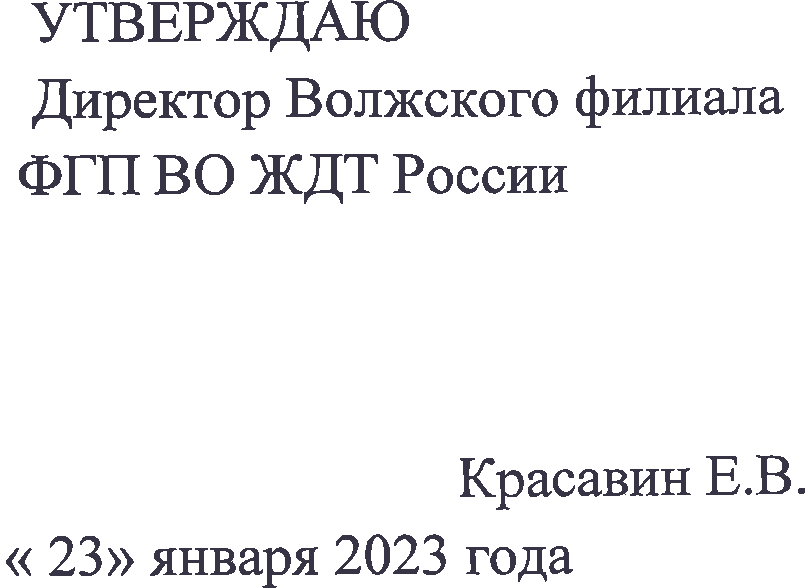 УТВЕРЖДАЮ
Директор Волжского филиала
ФГП ВО ЖДТ России
Красавин Е.В.
« 23» января 2023 года